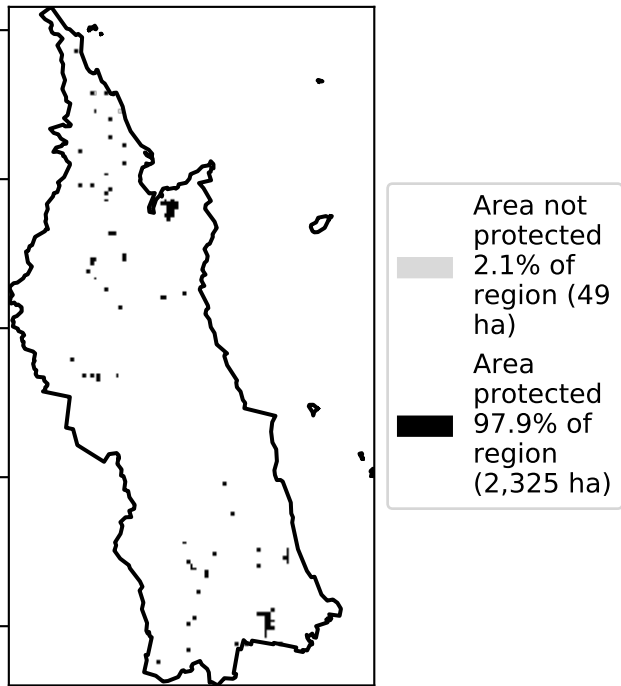 Area not
protected
2.1% of
region (49
ha)
Area
protected
97.9% of
region
(2,325 ha)